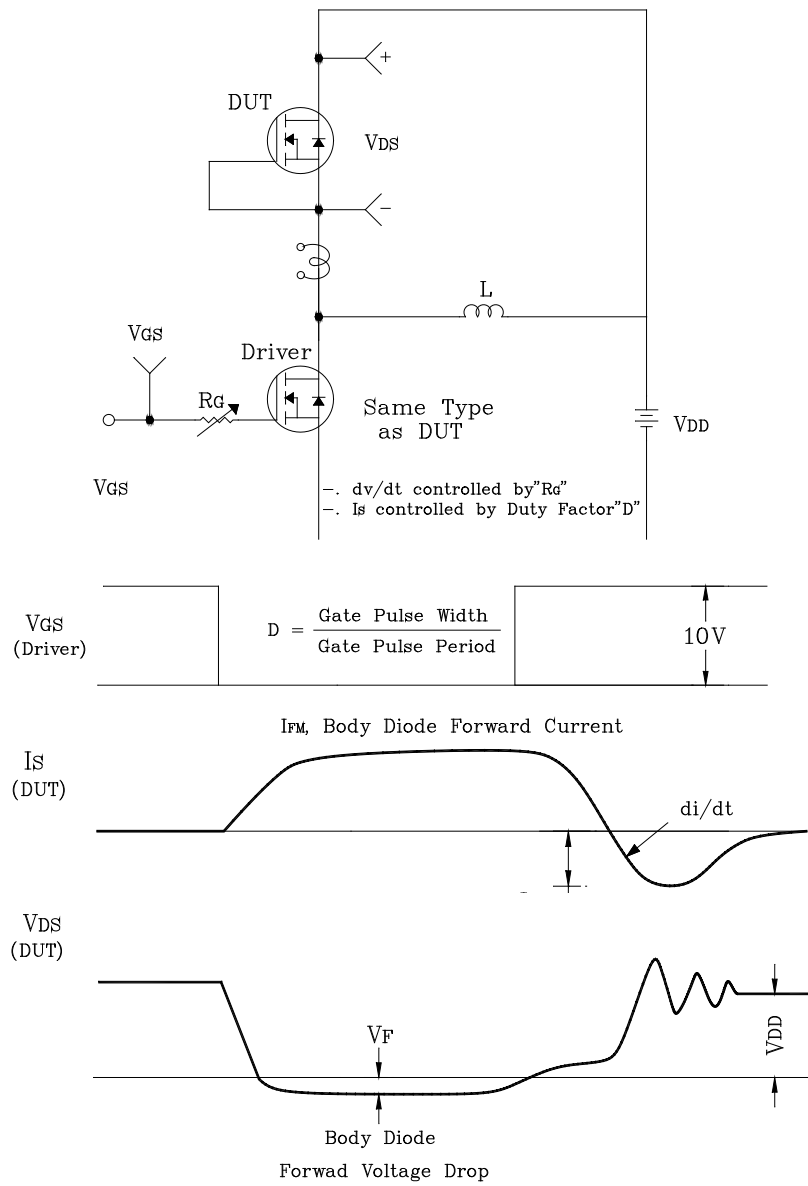 +
DUT
VDS
−
L
VGS
Driver
RG
Same Type
as DUT
VDD
VGS
−. dv/dt controlled by"RG"
−. Is controlled by Duty Factor"D"
VGS
(Driver)
D = Gate Pulse Width
Gate Pulse Period
10V
IFM, Body Diode Forward Current
IS
(DUT)
di/dt
VDS
(DUT)
VF
VDD
Body Diode
Forwad Voltage Drop